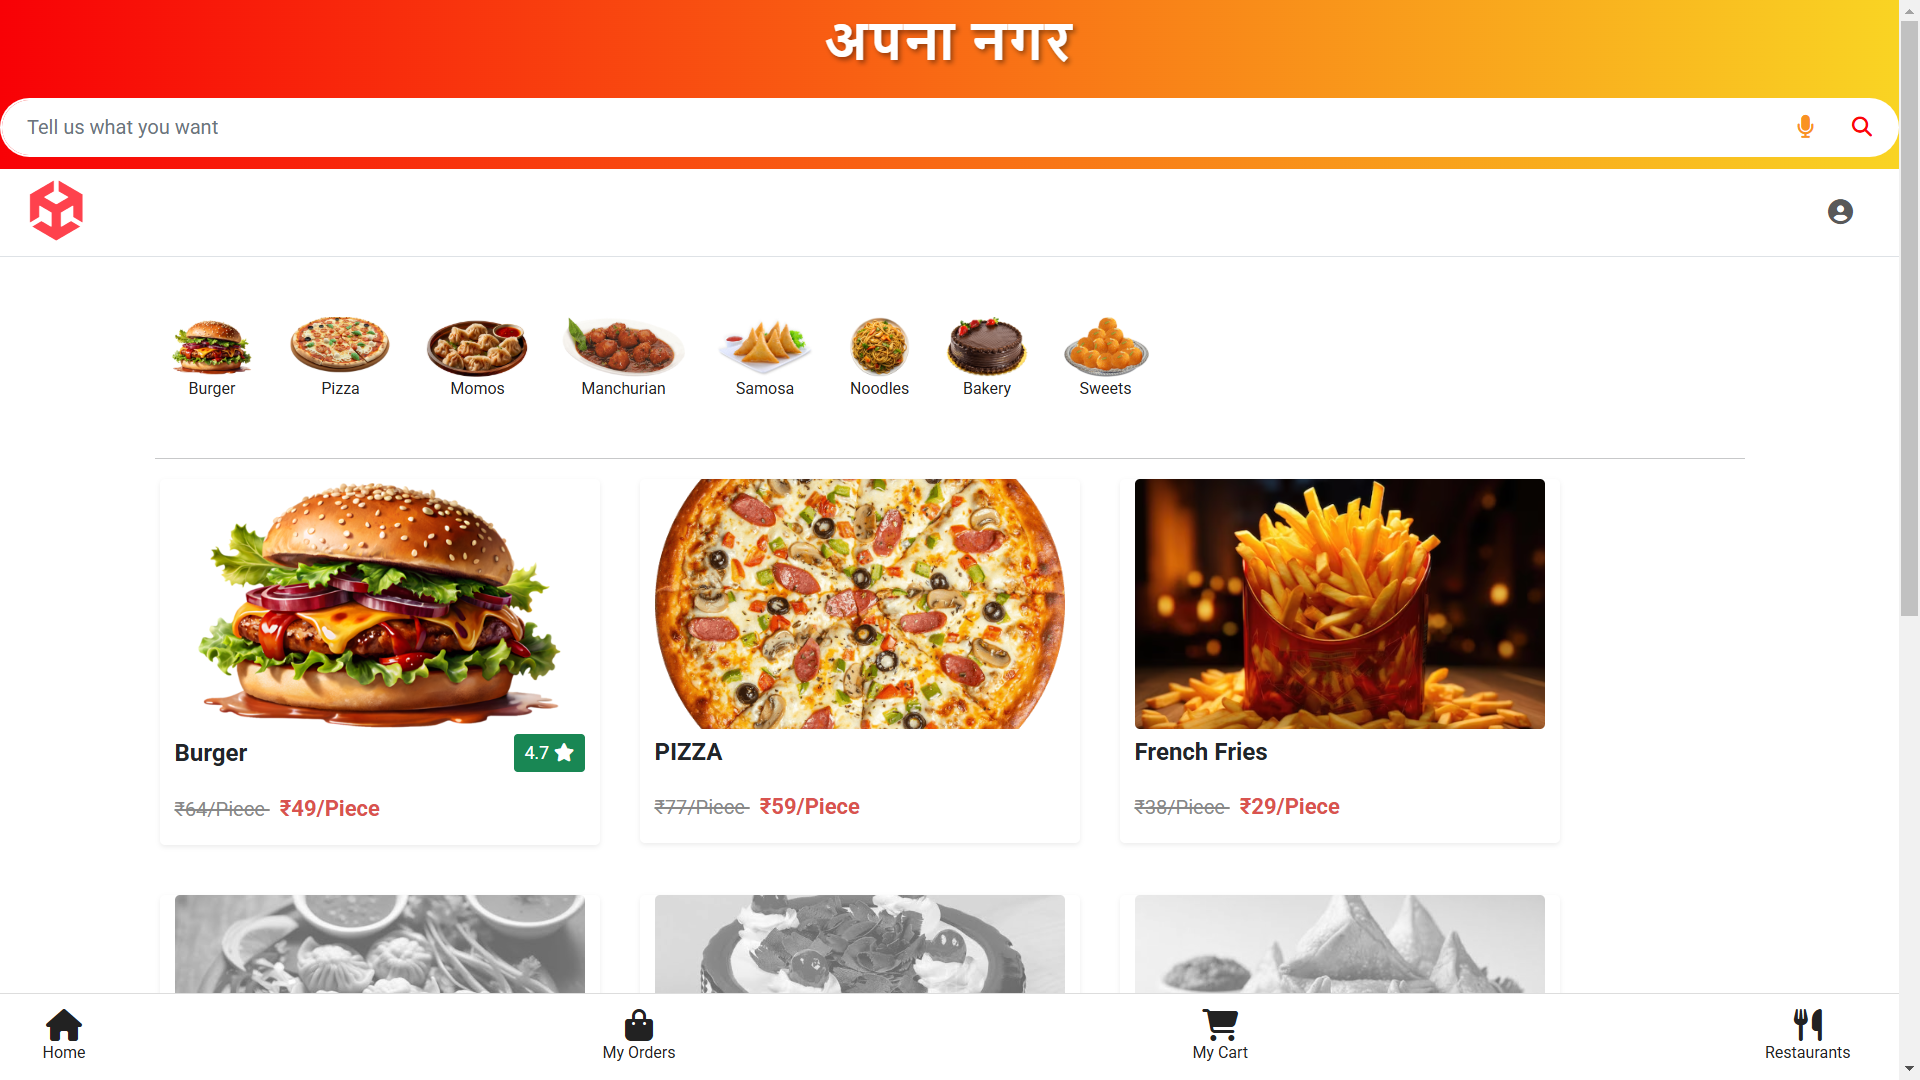 अपना नगर
Tell us what you want
Burger
Pizza
Momos
Manchurian
Samosa
Noodles
Bakery
Sweets
Burger
4.7
₹64/Piece ₹49/Piece
PIZZA
₹77/Piece ₹59/Piece
French Fries
₹38/Piece ₹29/Piece
Home
My Orders
My Cart
Restaurants